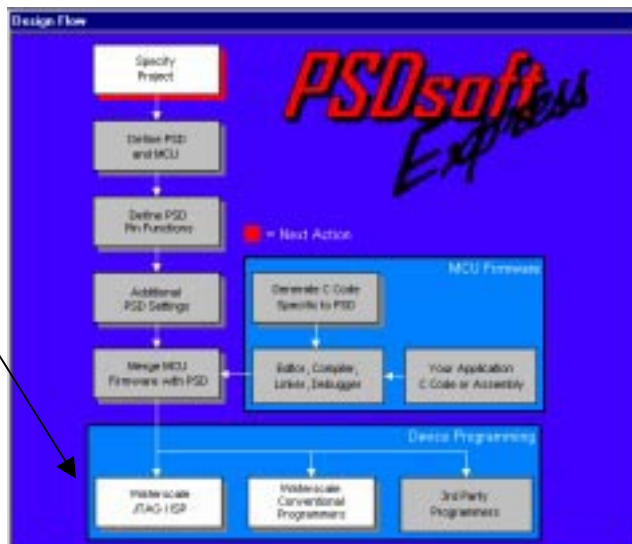 Design Flow
PSDsoft
Express
Specify
Project
Define PSD
and MCU
Define PSD
Pin Functions
= Next Action
Additional
PSD Settings
MCU Firmware
Generate C Code
Specific to PSD
Merge MCU
Firmware with PSD
Editor, Compiler,
Linker, Debugger
Your Application
C Code or Assembly
Device Programming
Waferscale
JTAG / ISP
Waferscale
Conventional
Programmers
3rd Party
Programmers